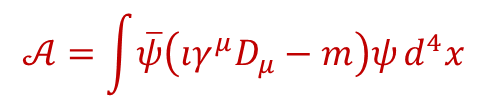 𝒜 = ∫ ψ̄(ıγ^μ D_μ − m)ψ d⁴x